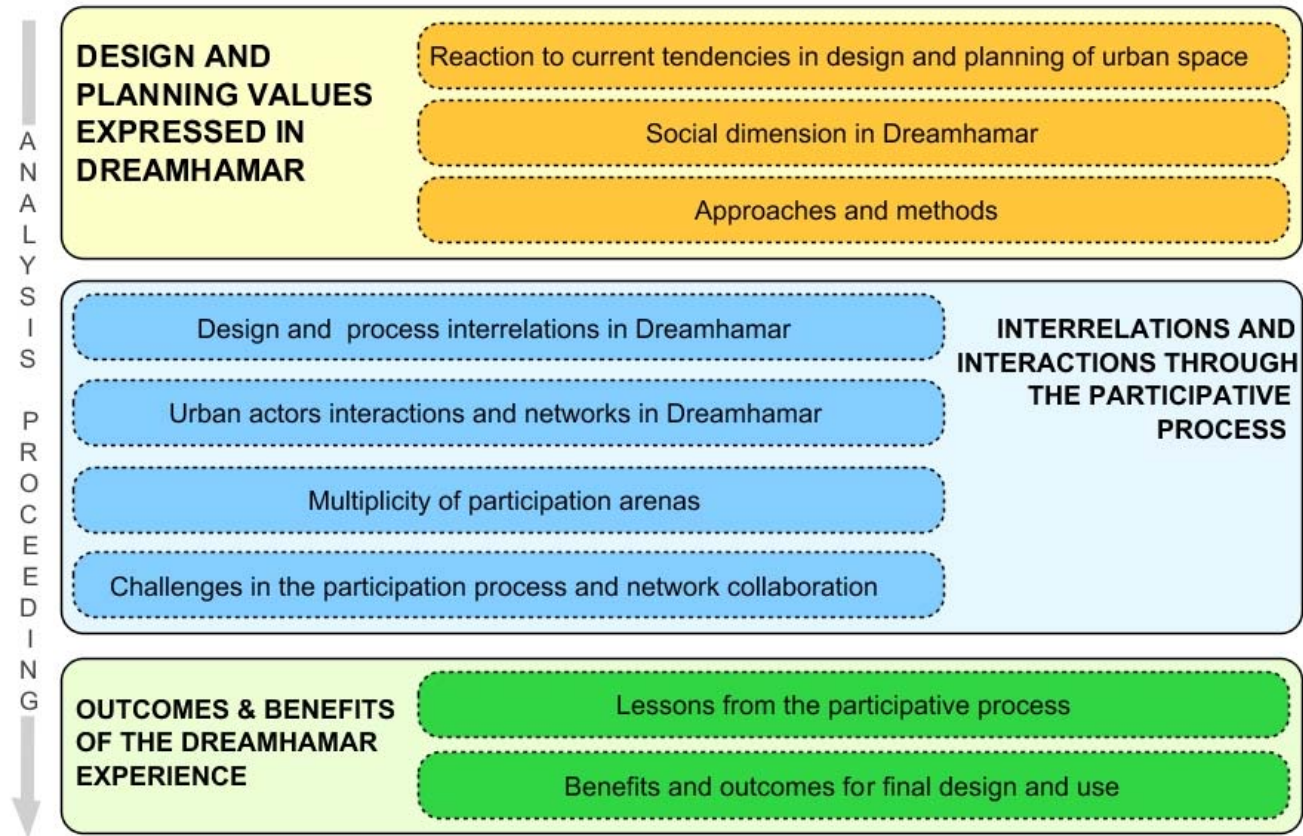 ANALYSIS PROCEEDING
DESIGN AND
PLANNING VALUES
EXPRESSED IN
DREAMHAMAR
Reaction to current tendencies in design and planning of urban space
Social dimension in Dreamhamar
Approaches and methods
Design and process interrelations in Dreamhamar
Urban actors interactions and networks in Dreamhamar
Multiplicity of participation arenas
Challenges in the participation process and network collaboration
INTERRELATIONS AND
INTERACTIONS THROUGH
THE PARTICIPATIVE
PROCESS
OUTCOMES & BENEFITS
OF THE DREAMHAMAR
EXPERIENCE
Lessons from the participative process
Benefits and outcomes for final design and use